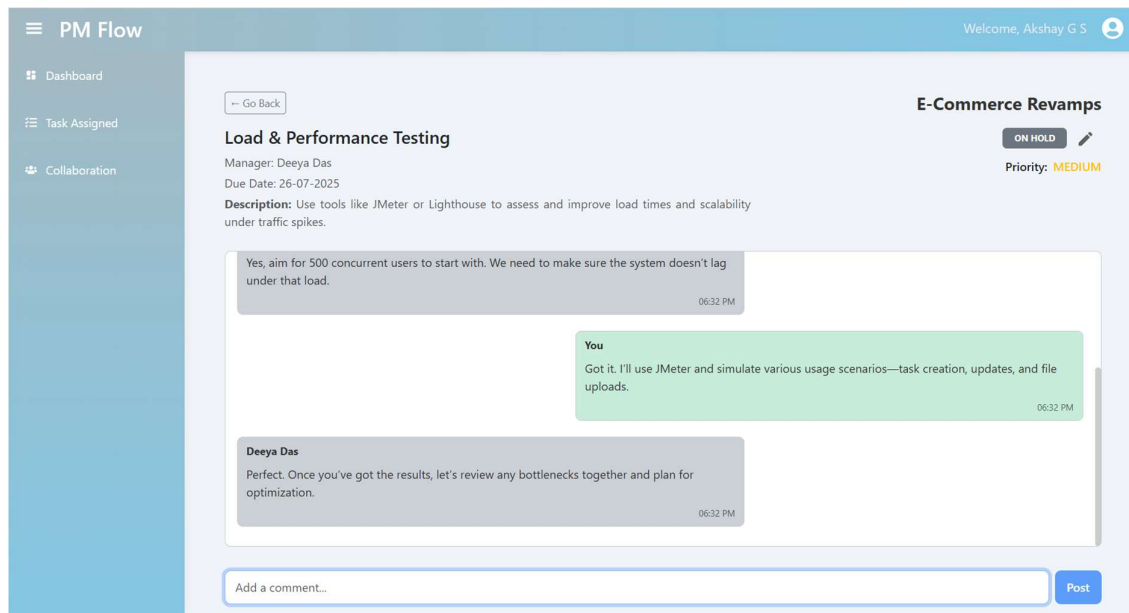 PM Flow
Welcome, Akshay G S
Dashboard
Task Assigned
Collaboration
← Go Back
E-Commerce Revamps
Load & Performance Testing
ON HOLD
Manager: Deeya Das
Priority: MEDIUM
Due Date: 26-07-2025
Description: Use tools like JMeter or Lighthouse to assess and improve load times and scalability
under traffic spikes.
Yes, aim for 500 concurrent users to start with. We need to make sure the system doesn't lag
under that load.
06:32 PM
You
Got it. I'll use JMeter and simulate various usage scenarios—task creation, updates, and file
uploads.
06:32 PM
Deeya Das
Perfect. Once you've got the results, let's review any bottlenecks together and plan for
optimization.
06:32 PM
Add a comment...
Post